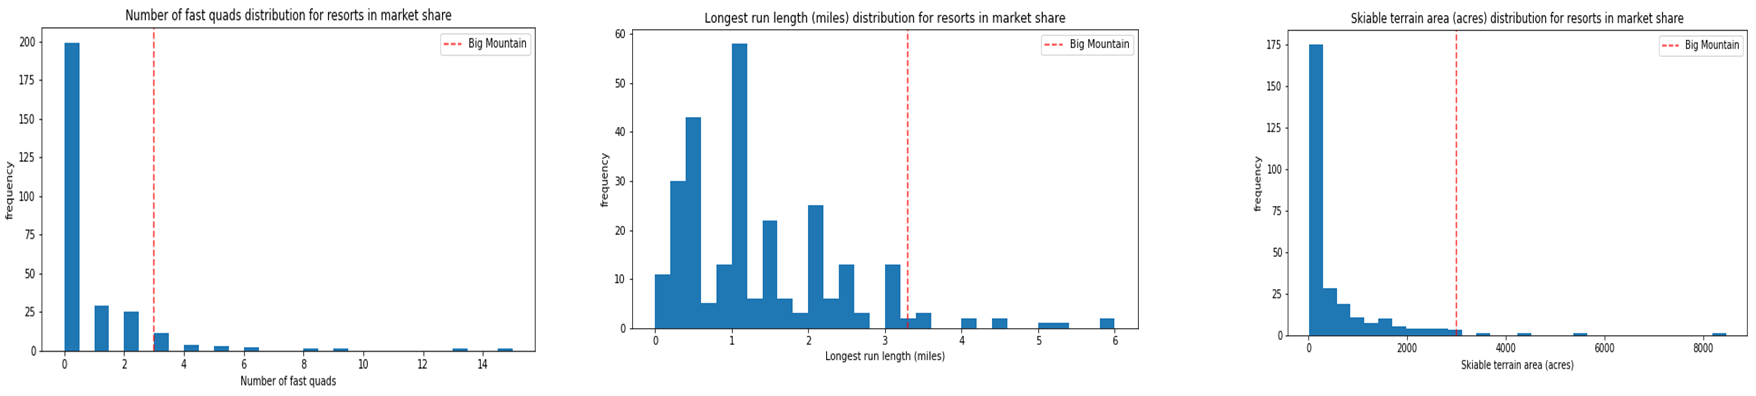 Number of fast quads distribution for resorts in market share
Big Mountain
200
175
150
125
100
75
50
25
0
frequency
0 2 4 6 8 10 12 14
Number of fast quads
Longest run length (miles) distribution for resorts in market share
Big Mountain
60
50
40
30
20
10
0
frequency
0 1 2 3 4 5 6
Longest run length (miles)
Skiable terrain area (acres) distribution for resorts in market share
Big Mountain
175
150
125
100
75
50
25
0
frequency
0 2000 4000 6000 8000
Skiable terrain area (acres)